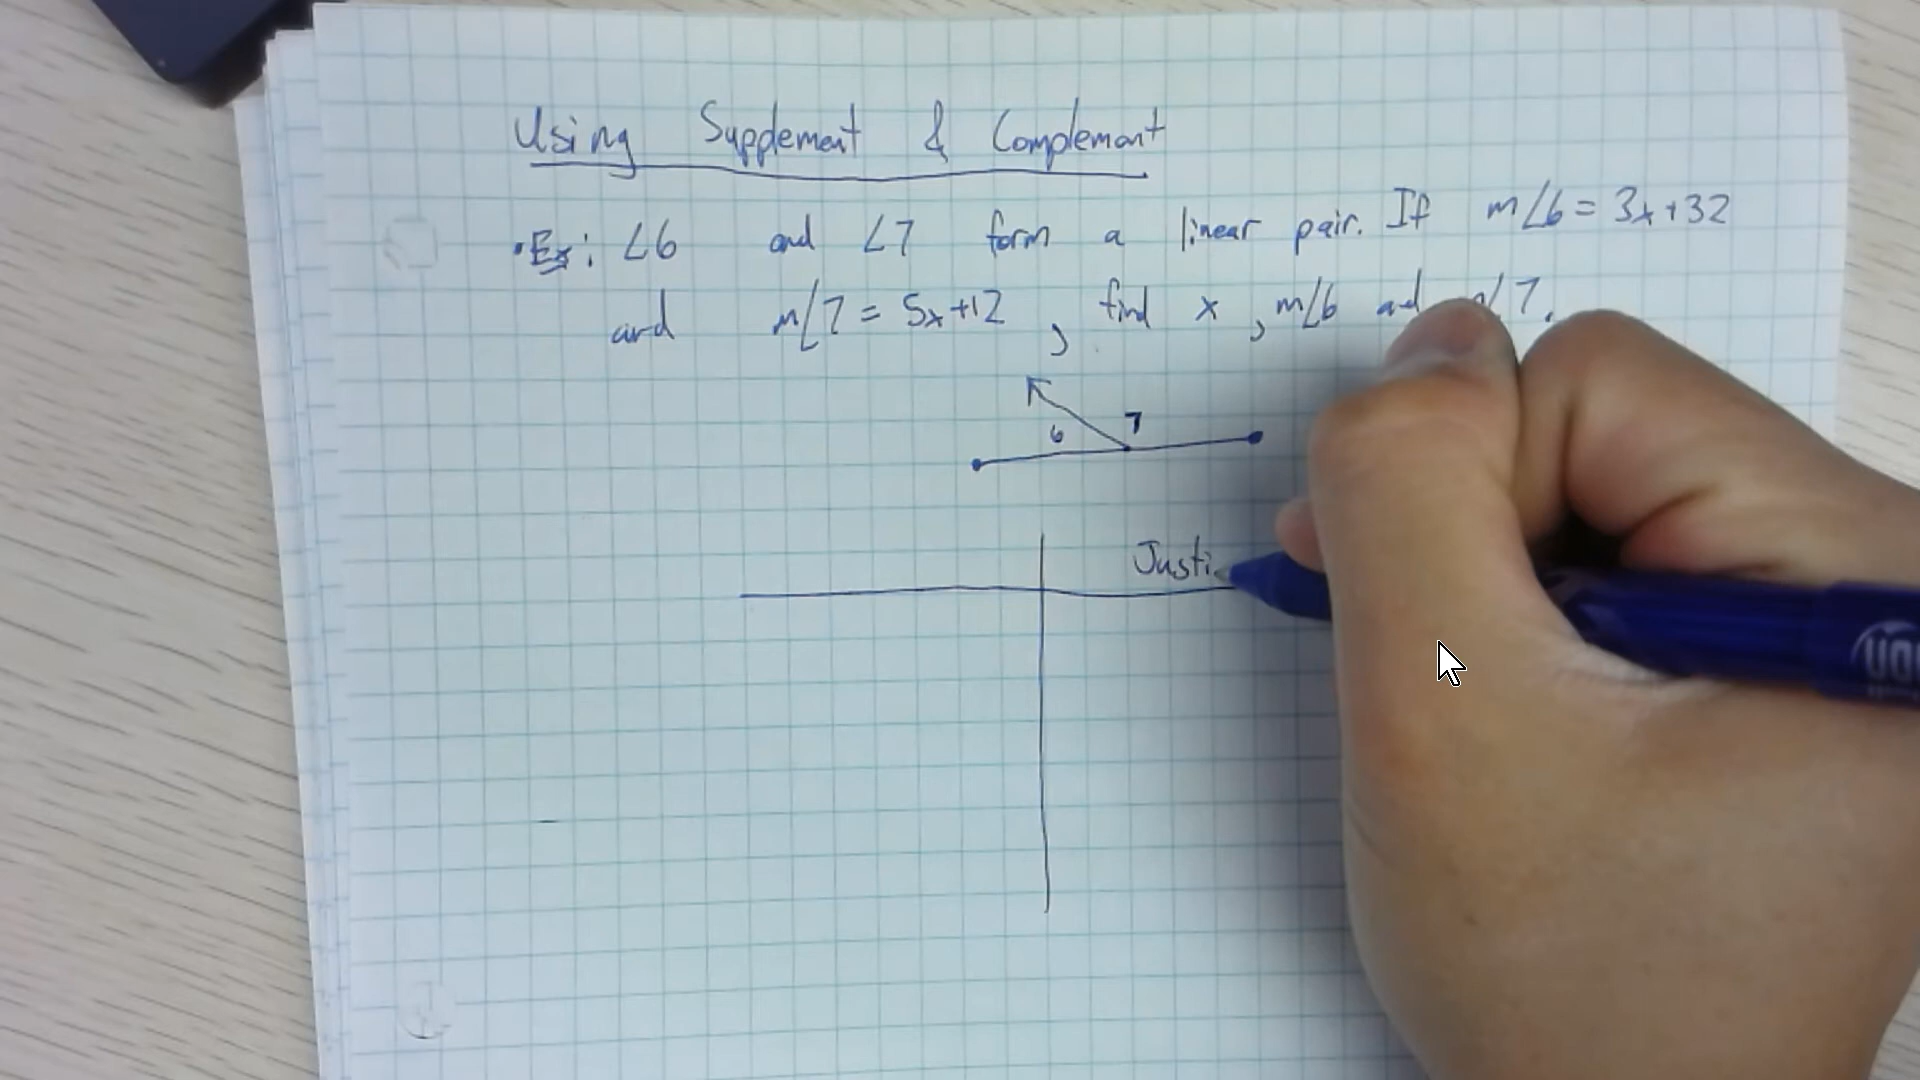 Using Supplement & Complement
• Ex: ∠6 and ∠7 form a linear pair. If m∠6 = 3x+32
and m∠7 = 5x+12, find x, m∠6 and ∠7.
6 7
Justi